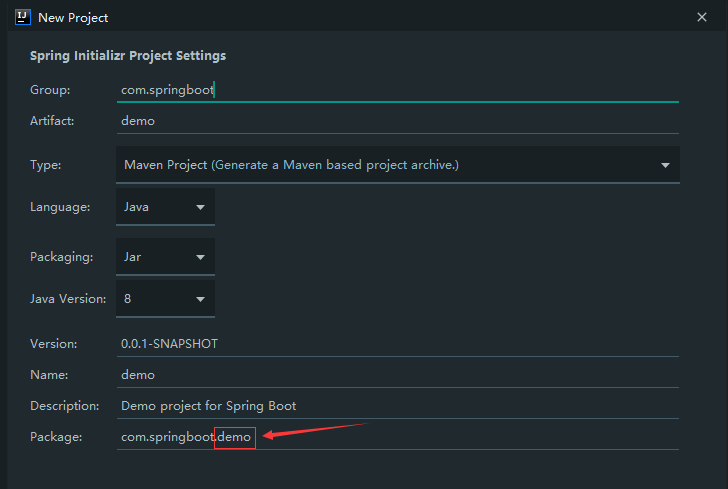 IJ New Project
Spring Initializr Project Settings
Group: com.springboot
Artifact: demo
Type: Maven Project (Generate a Maven based project archive.)
Language: Java
Packaging: Jar
Java Version: 8
Version: 0.0.1-SNAPSHOT
Name: demo
Description: Demo project for Spring Boot
Package: com.springboot.demo